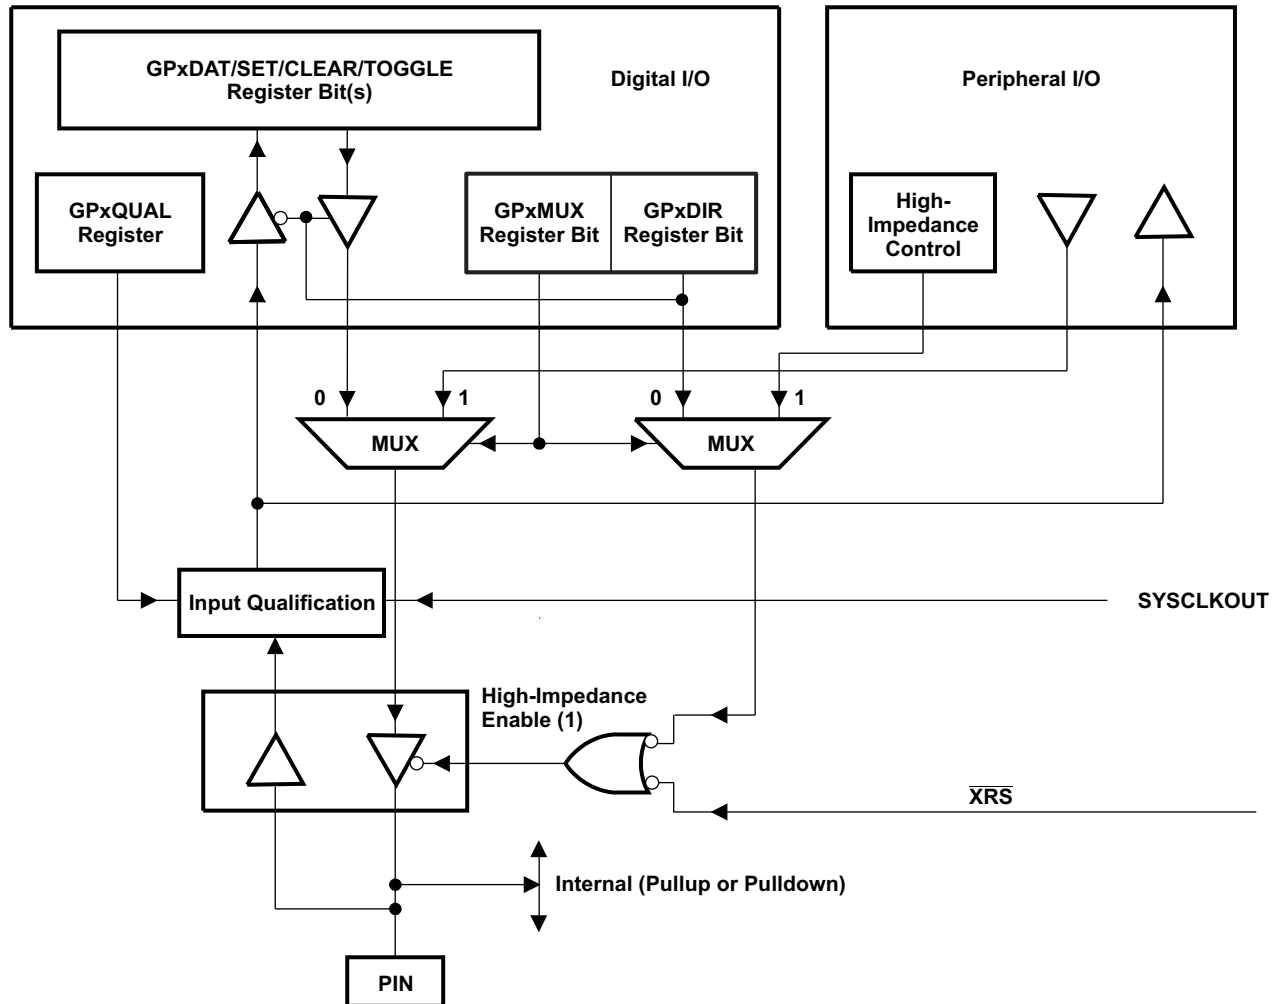 GPxDAT/SET/CLEAR/TOGGLE
Register Bit(s)
Digital I/O
Peripheral I/O
GPxQUAL
Register
GPxMUX
Register Bit
GPxDIR
Register Bit
High-
Impedance
Control
0
1
0
1
MUX
MUX
Input Qualification
SYSCLKOUT
High-Impedance
Enable (1)
XRS
Internal (Pullup or Pulldown)
PIN